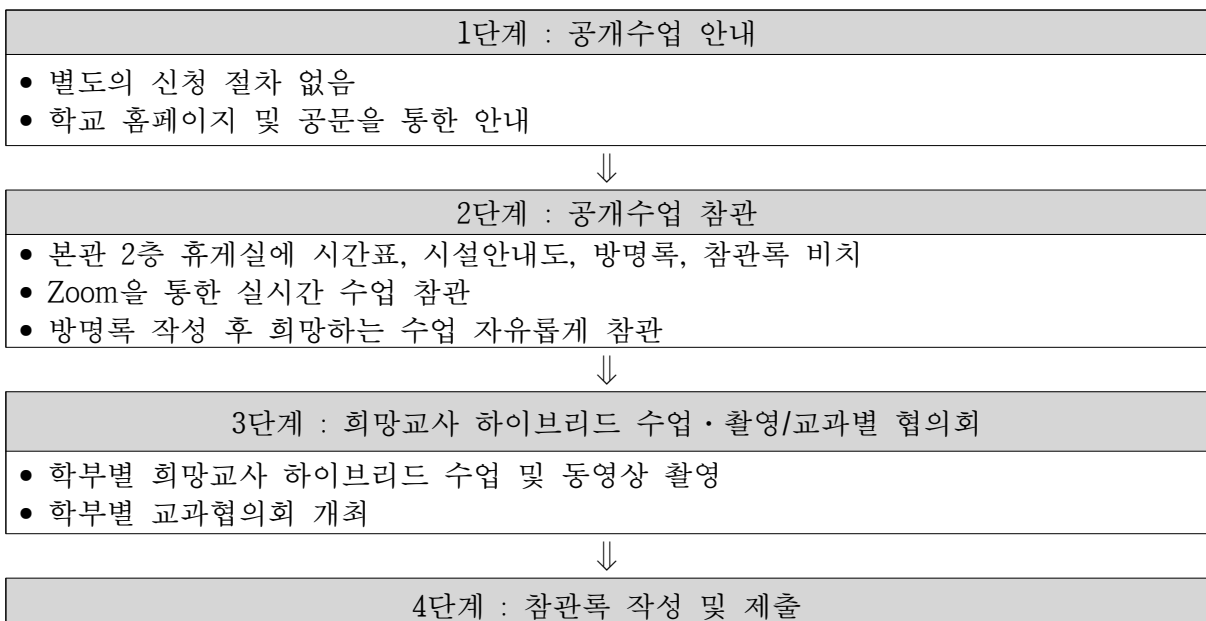 1단계 : 공개수업 안내
• 별도의 신청 절차 없음
• 학교 홈페이지 및 공문을 통한 안내
⇓
2단계 : 공개수업 참관
• 본관 2층 휴게실에 시간표, 시설안내도, 방명록, 참관록 비치
• Zoom을 통한 실시간 수업 참관
• 방명록 작성 후 희망하는 수업 자유롭게 참관
⇓
3단계 : 희망교사 하이브리드 수업・촬영/교과별 협의회
• 학부별 희망교사 하이브리드 수업 및 동영상 촬영
• 학부별 교과협의회 개최
⇓
4단계 : 참관록 작성 및 제출